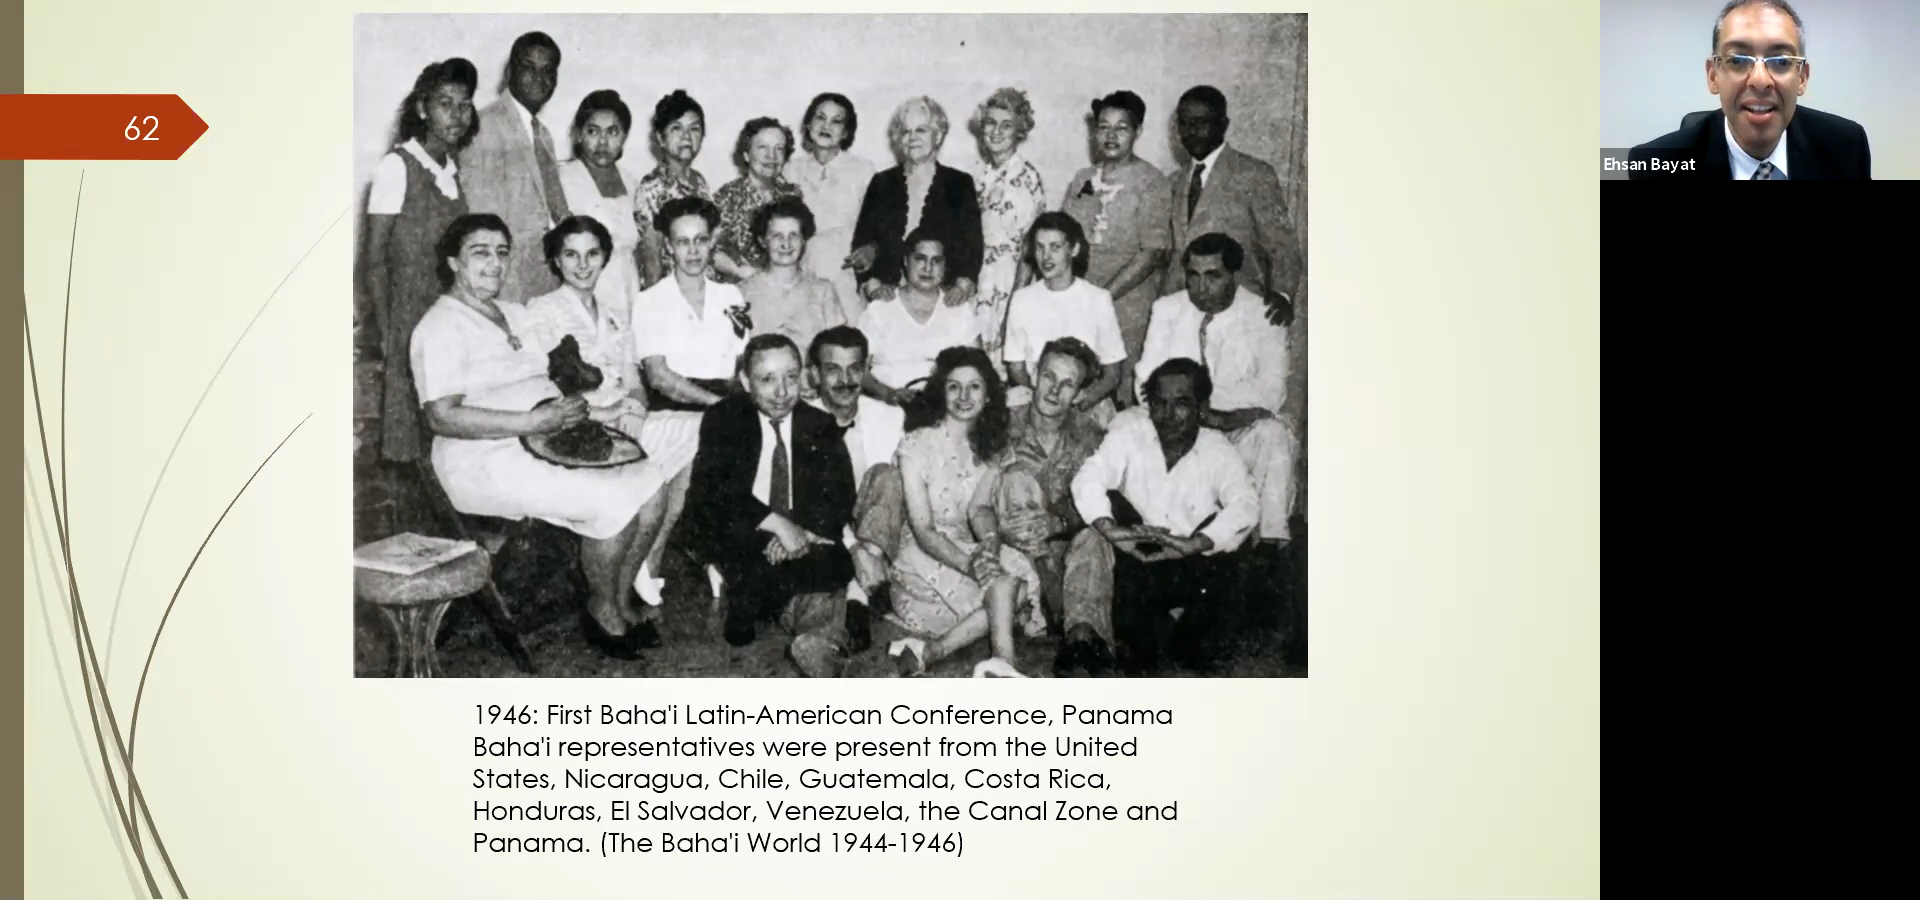 62
Ehsan Bayat
1946: First Baha'i Latin-American Conference, Panama
Baha'i representatives were present from the United
States, Nicaragua, Chile, Guatemala, Costa Rica,
Honduras, El Salvador, Venezuela, the Canal Zone and
Panama. (The Baha'i World 1944-1946)